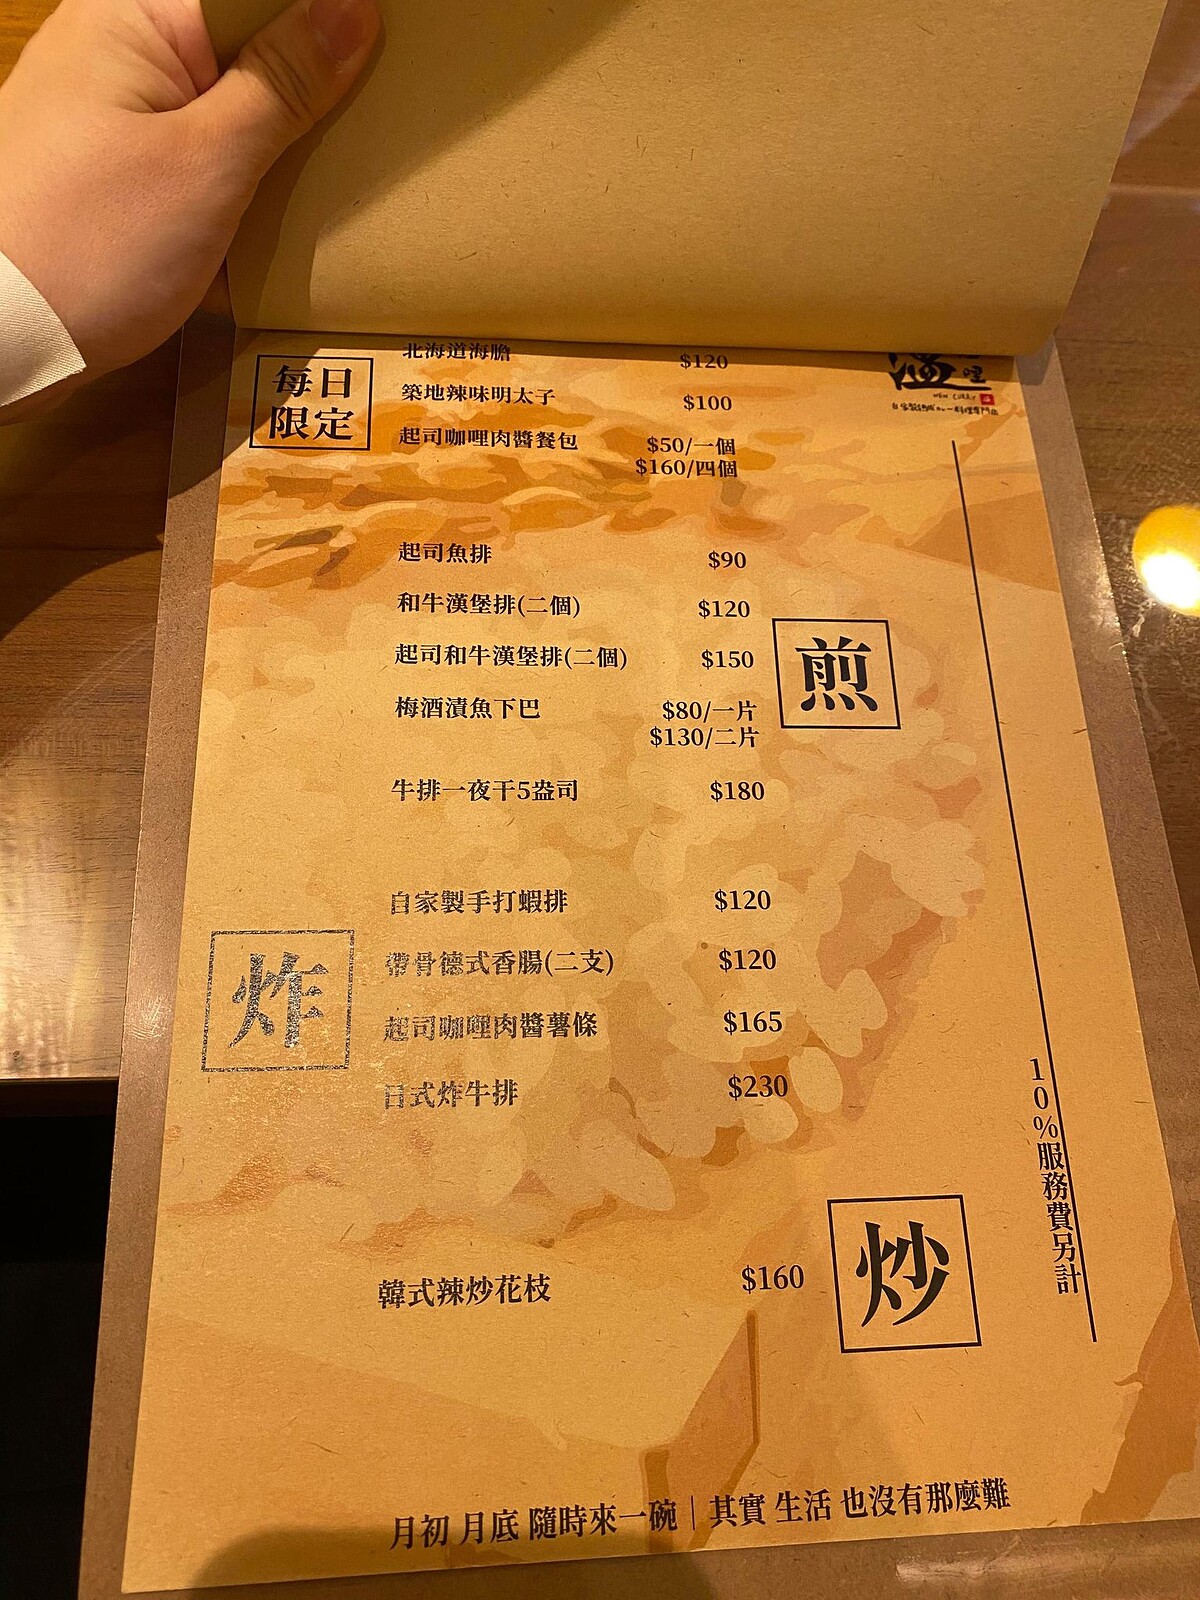 每日
限定
北海道海膽 $120
築地辣味明太子 $100
起司咖哩肉醬餐包 $50/一個
$160/四個
溫
哩
起司魚排 $90
和牛漢堡排(二個) $120
起司和牛漢堡排(二個) $150
梅酒漬魚下巴 $80/一片
$130/二片
牛排一夜干5盎司 $180
煎
炸
自家製手打蝦排 $120
帶骨德式香腸(二支) $120
起司咖哩肉醬薯條 $165
日式炸牛排 $230
韓式辣炒花枝 $160
炒
10%服務費另計
月初 月底 隨時來一碗｜其實 生活 也沒有那麼難